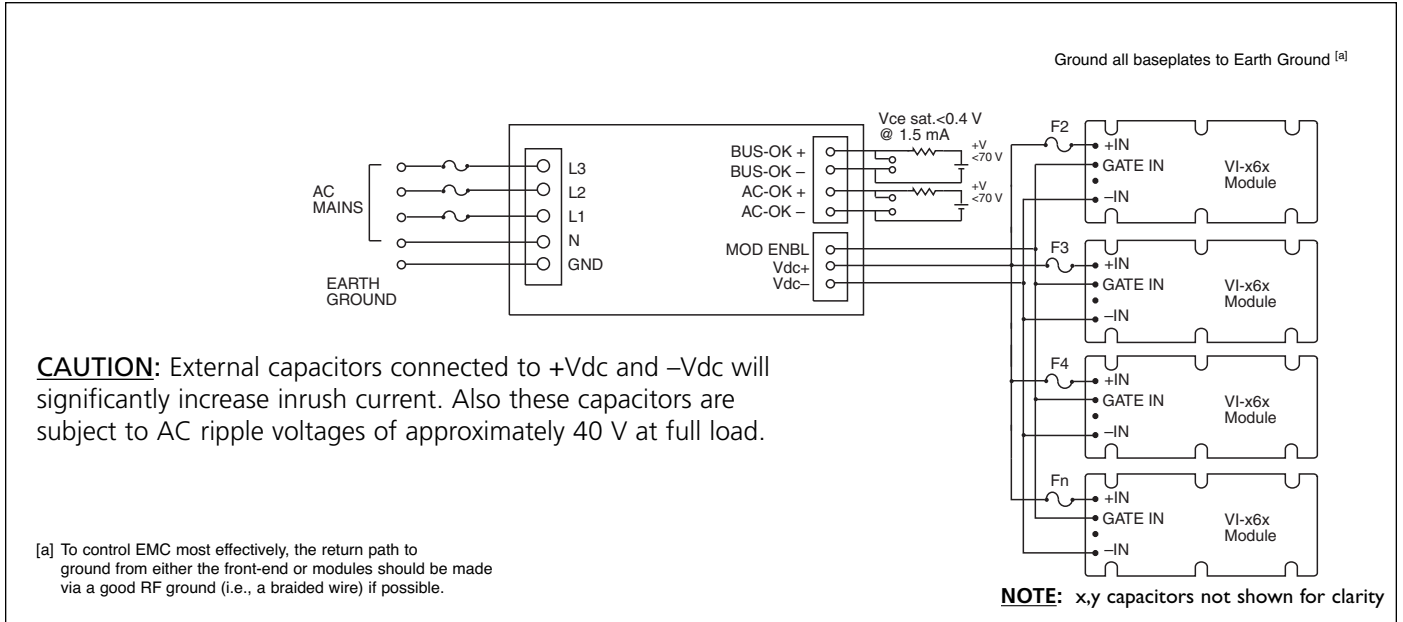 Ground all baseplates to Earth Ground [a]
AC
MAINS
EARTH
GROUND
L3
L2
L1
N
GND
BUS-OK +
BUS-OK –
AC-OK +
AC-OK –
MOD ENBL
Vdc+
Vdc–
Vce sat.<0.4 V
@ 1.5 mA
+V
<70 V
+V
<70 V
F2
+IN
GATE IN
–IN
VI-x6x
Module
F3
+IN
GATE IN
–IN
VI-x6x
Module
F4
+IN
GATE IN
–IN
VI-x6x
Module
Fn
+IN
GATE IN
–IN
VI-x6x
Module
CAUTION: External capacitors connected to +Vdc and –Vdc will
significantly increase inrush current. Also these capacitors are
subject to AC ripple voltages of approximately 40 V at full load.
[a] To control EMC most effectively, the return path to
ground from either the front-end or modules should be made
via a good RF ground (i.e., a braided wire) if possible.
NOTE: x,y capacitors not shown for clarity